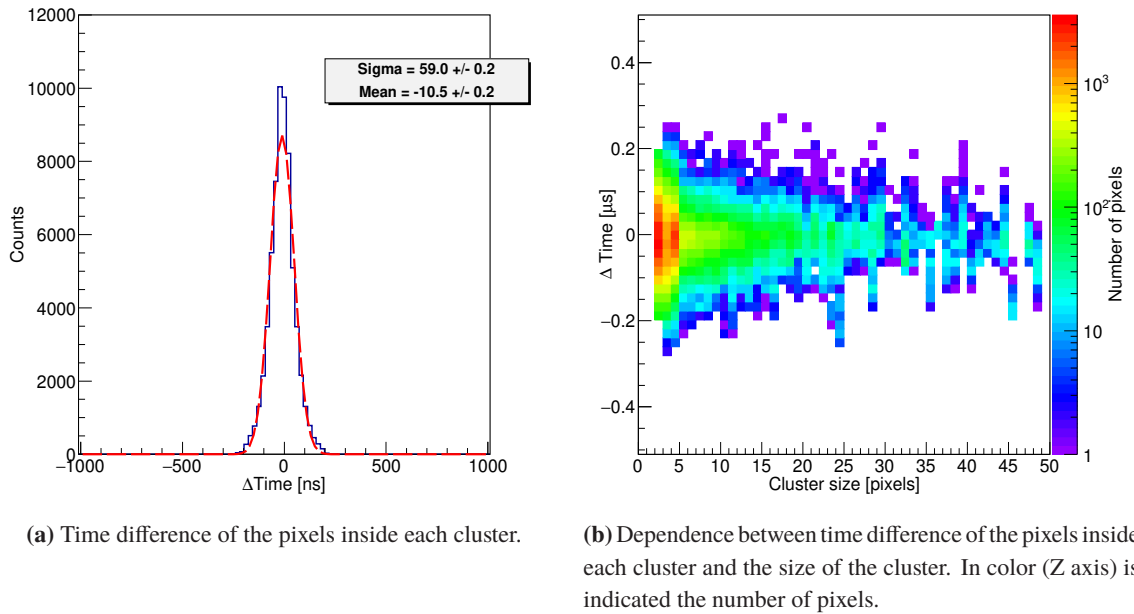 12000
10000
8000
6000
4000
2000
0
Counts
Sigma = 59.0 +/- 0.2
Mean = -10.5 +/- 0.2
−1000 −500 0 500 1000
ΔTime [ns]
0.4
0.2
0
−0.2
−0.4
Δ Time [µs]
0 5 10 15 20 25 30 35 40 45 50
Cluster size [pixels]
10³
10²
10
1
Number of pixels
(a) Time difference of the pixels inside each cluster.
(b) Dependence between time difference of the pixels inside
each cluster and the size of the cluster. In color (Z axis) is
indicated the number of pixels.